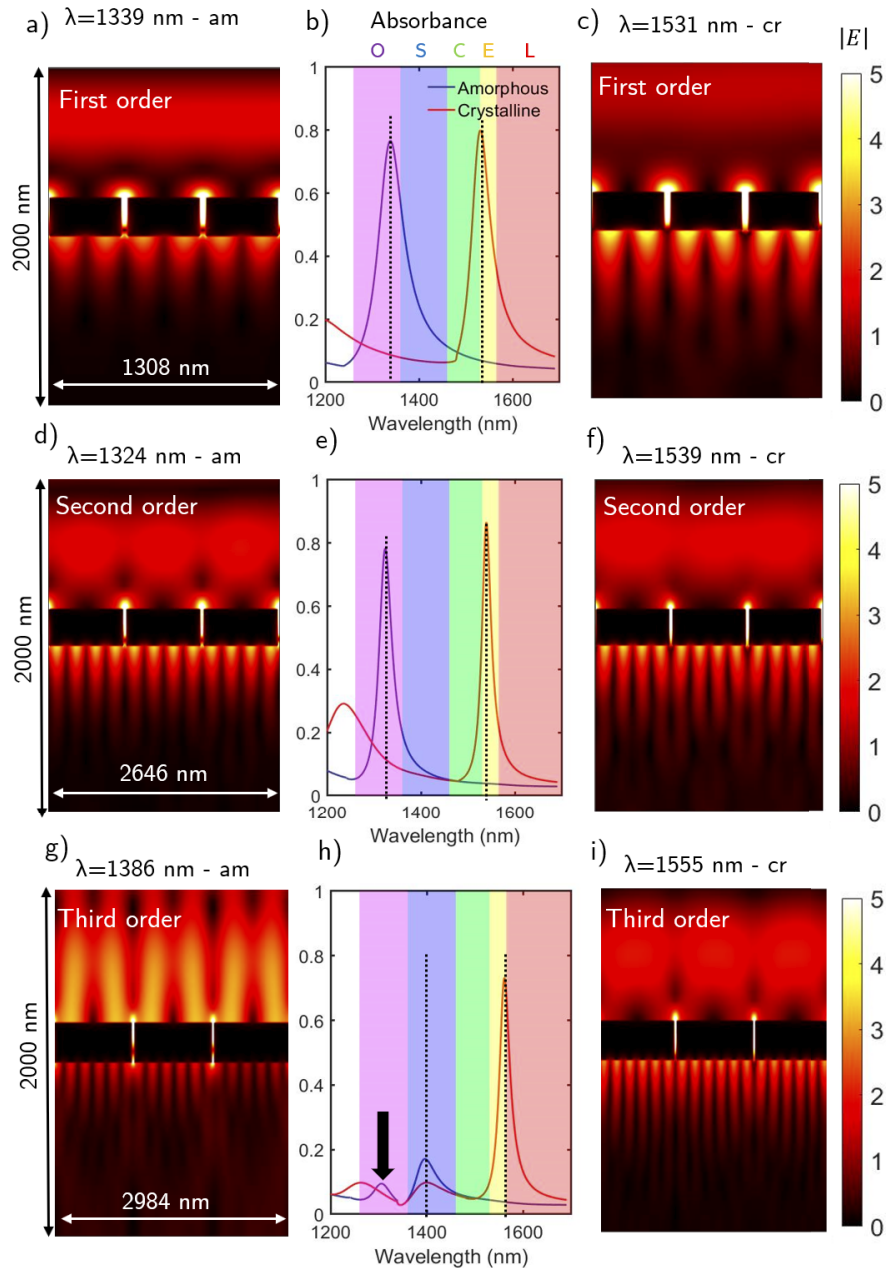 a)
λ=1339 nm - am
b)
Absorbance
c)
λ=1531 nm - cr
|E|
O S C E L
First order
2000 nm
1308 nm
1
0.8
0.6
0.4
0.2
0
Amorphous
Crystalline
1200 1400 1600
Wavelength (nm)
First order
5
4
3
2
1
0
d)
λ=1324 nm - am
e)
f)
λ=1539 nm - cr
Second order
2000 nm
2646 nm
1
0.8
0.6
0.4
0.2
0
1200 1400 1600
Wavelength (nm)
Second order
5
4
3
2
1
0
g)
λ=1386 nm - am
h)
i)
λ=1555 nm - cr
Third order
2000 nm
2984 nm
1
0.8
0.6
0.4
0.2
0
1200 1400 1600
Wavelength (nm)
Third order
5
4
3
2
1
0